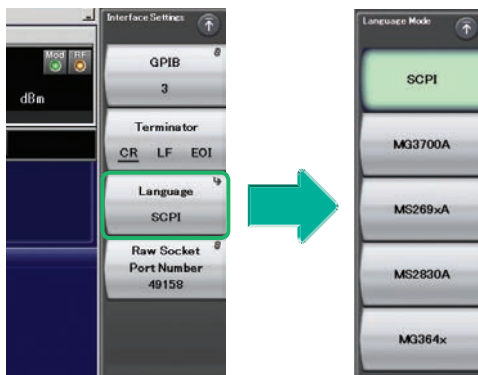 Interface Settings
Mod RF
dBm
GPIB
3
Terminator
CR LF EOI
Language
SCPI
Raw Socket
Port Number
49158
Language Mode
SCPI
MG3700A
MS269xA
MS2830A
MG364x